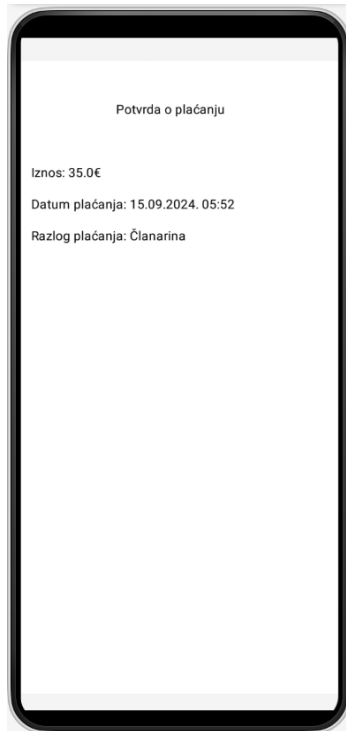 Potvrda o plaćanju
Iznos: 35.0€
Datum plaćanja: 15.09.2024. 05:52
Razlog plaćanja: Članarina